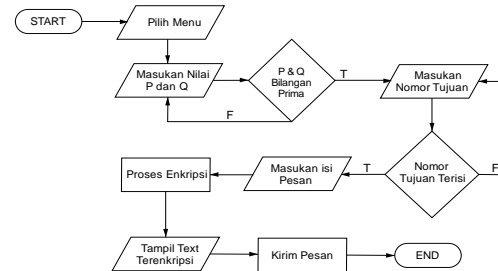 START
Pilih Menu
Masukan Nilai
P dan Q
P & Q
Bilangan
Prima
T
F
Masukan
Nomor Tujuan
Nomor
Tujuan Terisi
F
T
Masukan isi
Pesan
Proses Enkripsi
Tampil Text
Terenkripsi
Kirim Pesan
END